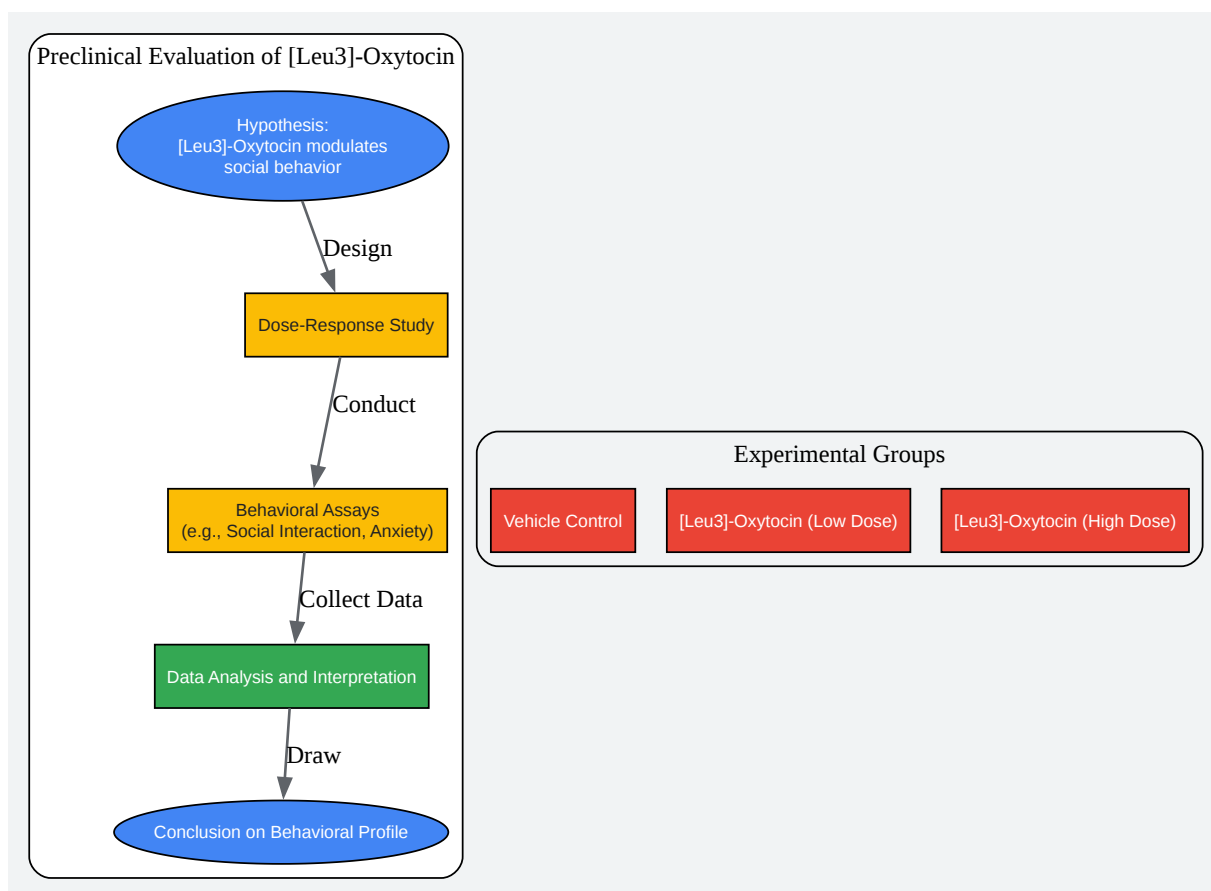 Preclinical Evaluation of [Leu3]-Oxytocin
Hypothesis:
[Leu3]-Oxytocin modulates
social behavior
Design
Dose-Response Study
Conduct
Behavioral Assays
(e.g., Social Interaction, Anxiety)
Collect Data
Data Analysis and Interpretation
Draw
Conclusion on Behavioral Profile
Experimental Groups
Vehicle Control
[Leu3]-Oxytocin (Low Dose)
[Leu3]-Oxytocin (High Dose)